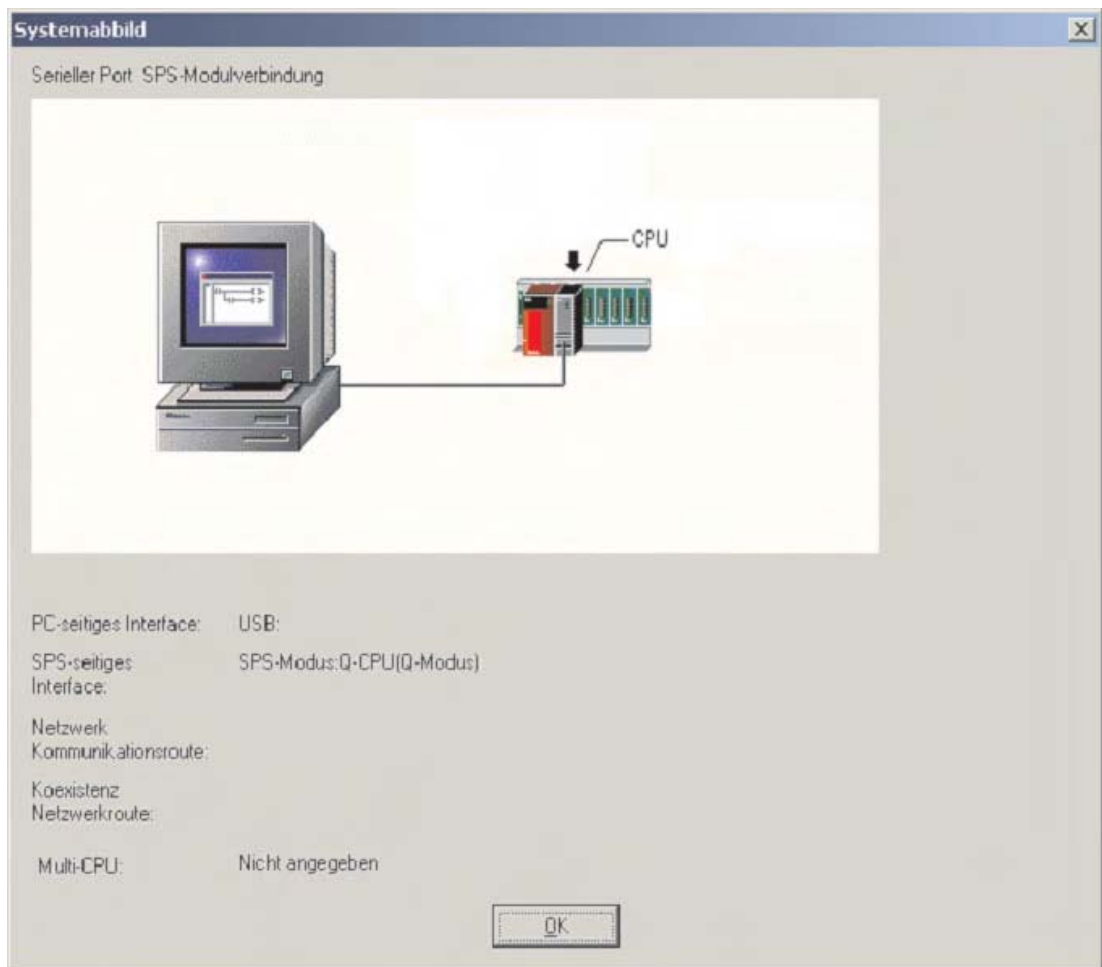 Systemabbild
Serieller Port SPS-Modulverbindung
CPU
PC-seitiges Interface: USB:
SPS-seitiges Interface: SPS-Modus:Q-CPU(Q-Modus)
Netzwerk
Kommunikationsroute:
Koexistenz
Netzwerkroute:
Multi-CPU: Nicht angegeben
OK